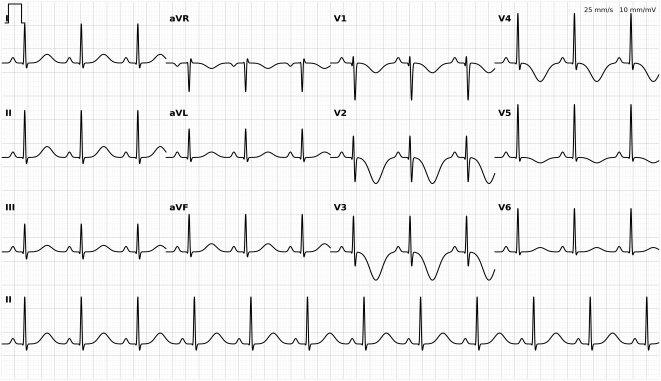 25 mm/s 10 mm/mV
I aVR V1 V4
II aVL V2 V5
III aVF V3 V6
II